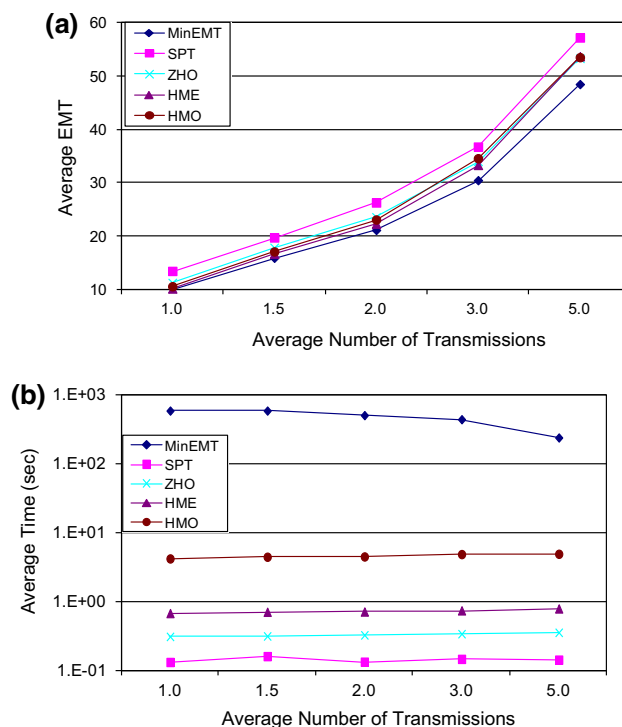 (a)
MinEMT
SPT
ZHO
HME
HMO
60
50
40
30
20
10
Average EMT
1.0 1.5 2.0 3.0 5.0
Average Number of Transmissions
(b)
1.E+03
1.E+02
1.E+01
1.E+00
1.E-01
Average Time (sec)
MinEMT
SPT
ZHO
HME
HMO
1.0 1.5 2.0 3.0 5.0
Average Number of Transmissions